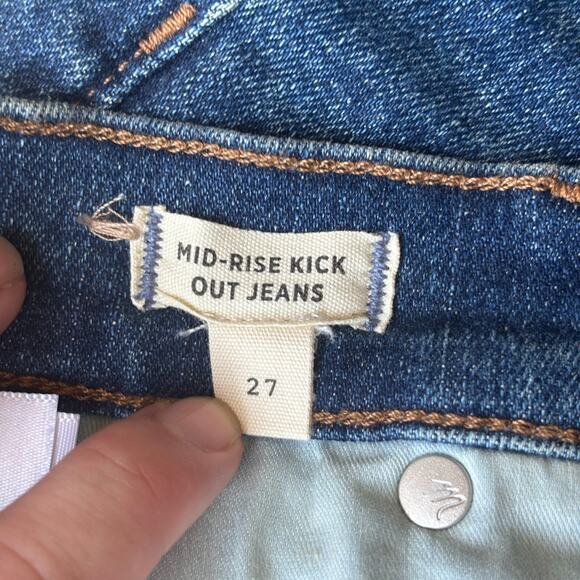 MID-RISE KICK
OUT JEANS
27
M